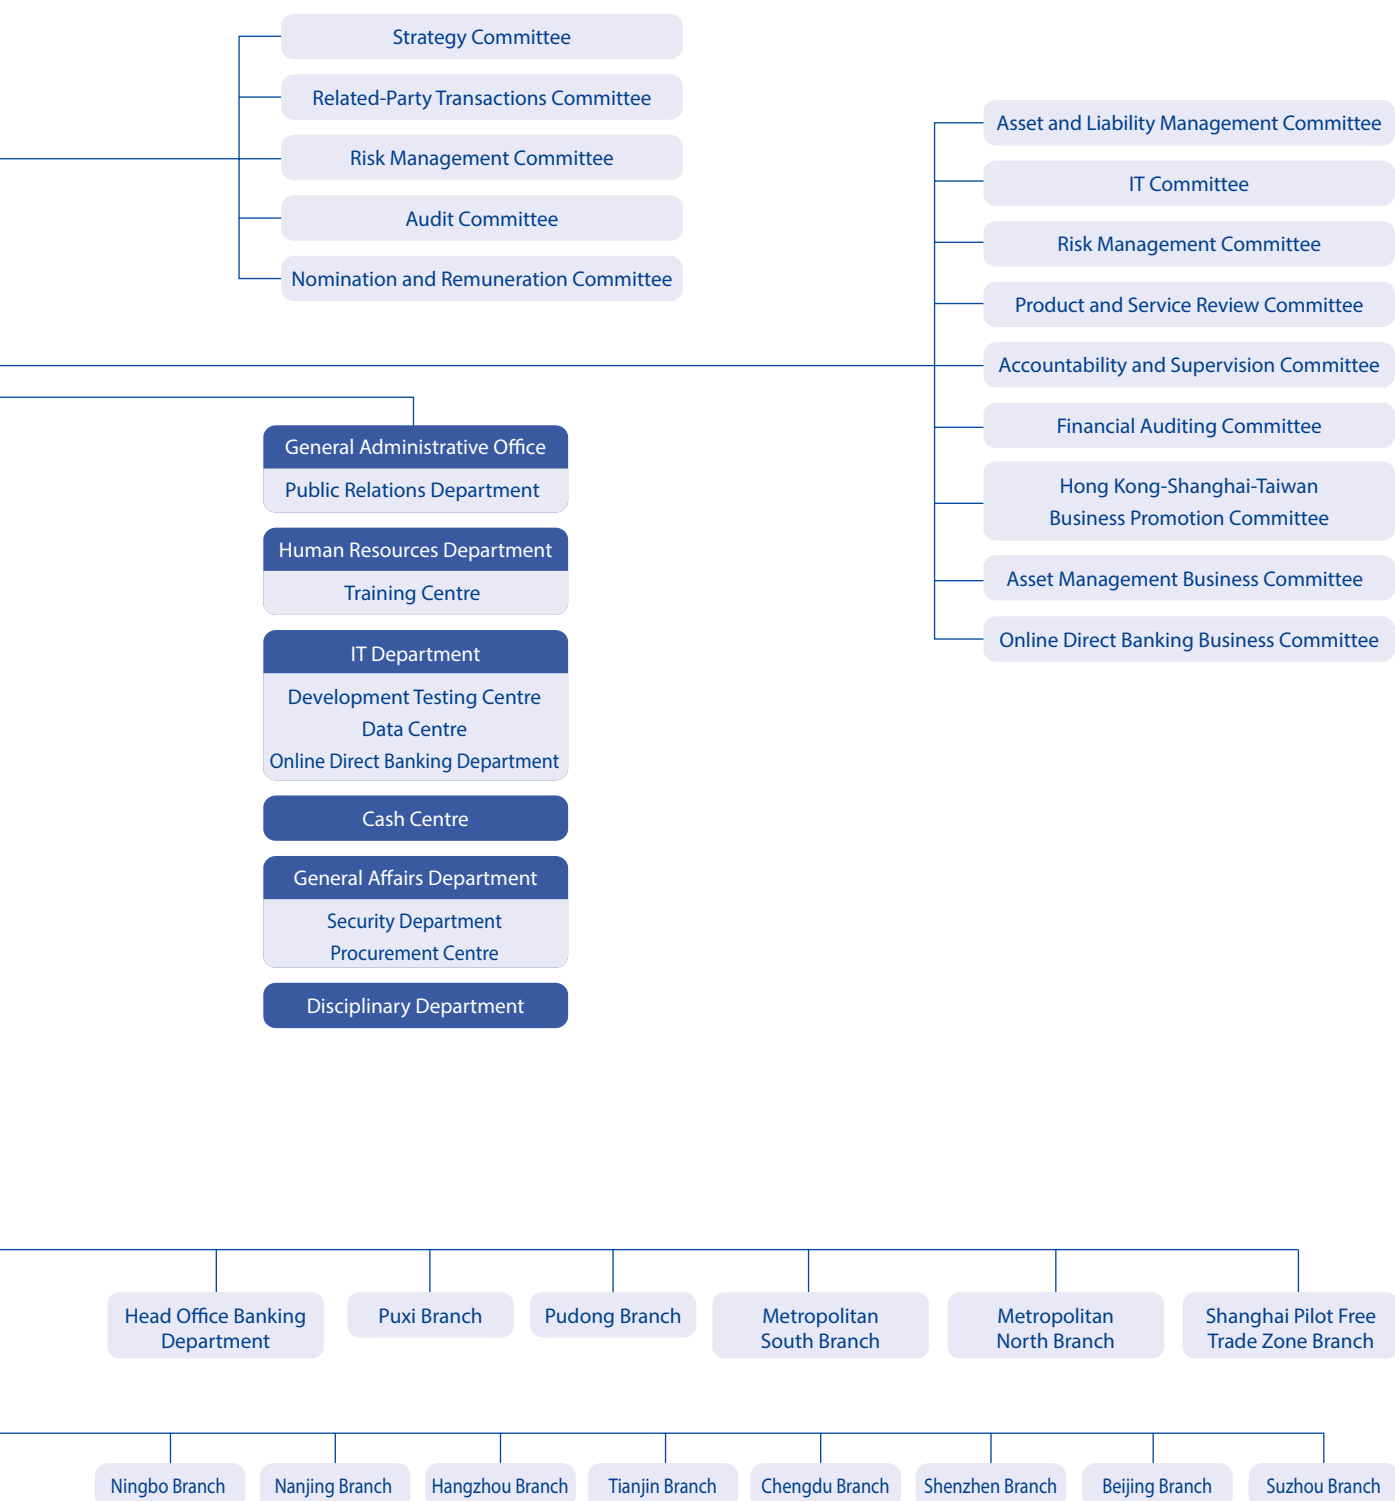 Strategy Committee
Related-Party Transactions Committee
Risk Management Committee
Audit Committee
Nomination and Remuneration Committee
Asset and Liability Management Committee
IT Committee
Risk Management Committee
Product and Service Review Committee
Accountability and Supervision Committee
Financial Auditing Committee
Hong Kong-Shanghai-Taiwan
Business Promotion Committee
Asset Management Business Committee
Online Direct Banking Business Committee
General Administrative Office
Public Relations Department
Human Resources Department
Training Centre
IT Department
Development Testing Centre
Data Centre
Online Direct Banking Department
Cash Centre
General Affairs Department
Security Department
Procurement Centre
Disciplinary Department
Head Office Banking
Department
Puxi Branch
Pudong Branch
Metropolitan
South Branch
Metropolitan
North Branch
Shanghai Pilot Free
Trade Zone Branch
Ningbo Branch
Nanjing Branch
Hangzhou Branch
Tianjin Branch
Chengdu Branch
Shenzhen Branch
Beijing Branch
Suzhou Branch